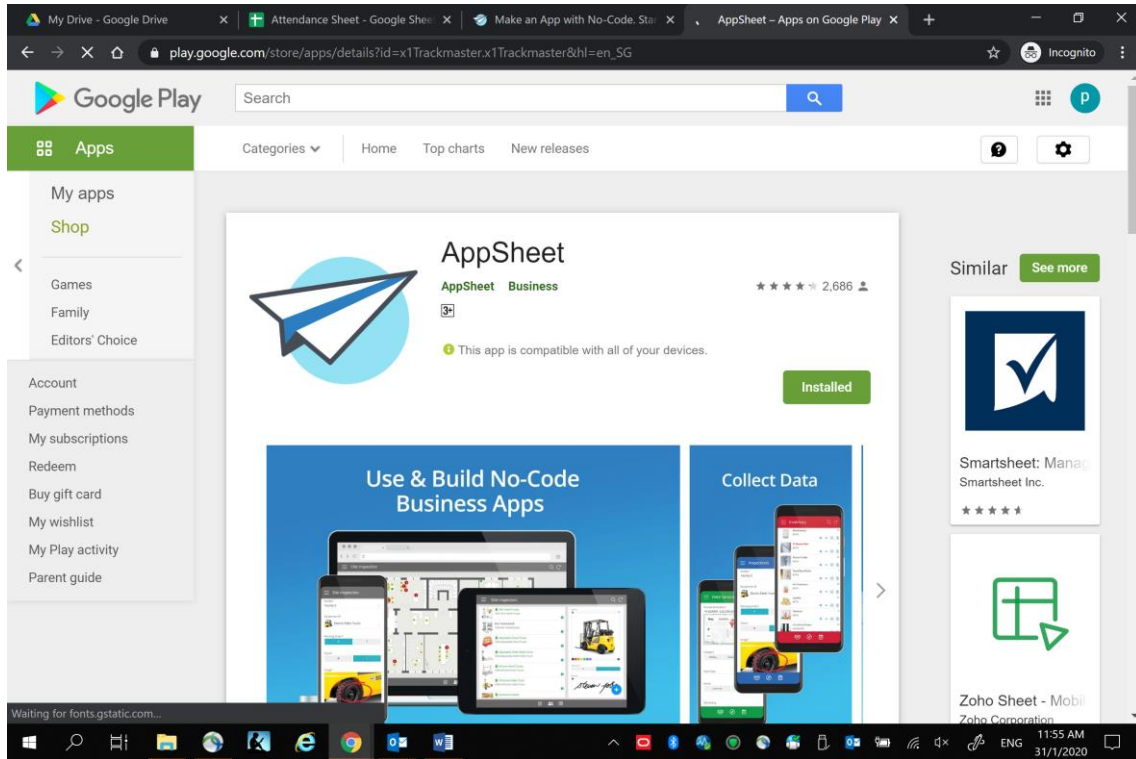 My Drive - Google Drive
Attendance Sheet - Google Shee
Make an App with No-Code. Star
AppSheet – Apps on Google Play
play.google.com/store/apps/details?id=x1Trackmaster.x1Trackmaster&hl=en_SG
Incognito
Google Play
Search
p
Apps
Categories
Home
Top charts
New releases
My apps
Shop
Games
Family
Editors' Choice
Account
Payment methods
My subscriptions
Redeem
Buy gift card
My wishlist
My Play activity
Parent guide
AppSheet
AppSheet Business
2,686
3+
This app is compatible with all of your devices.
Installed
Use & Build No-Code
Business Apps
Collect Data
Similar
See more
Smartsheet: Manag
Smartsheet Inc.
Zoho Sheet - Mobil
Zoho Corporation
Waiting for fonts.gstatic.com...
ENG
11:55 AM
31/1/2020